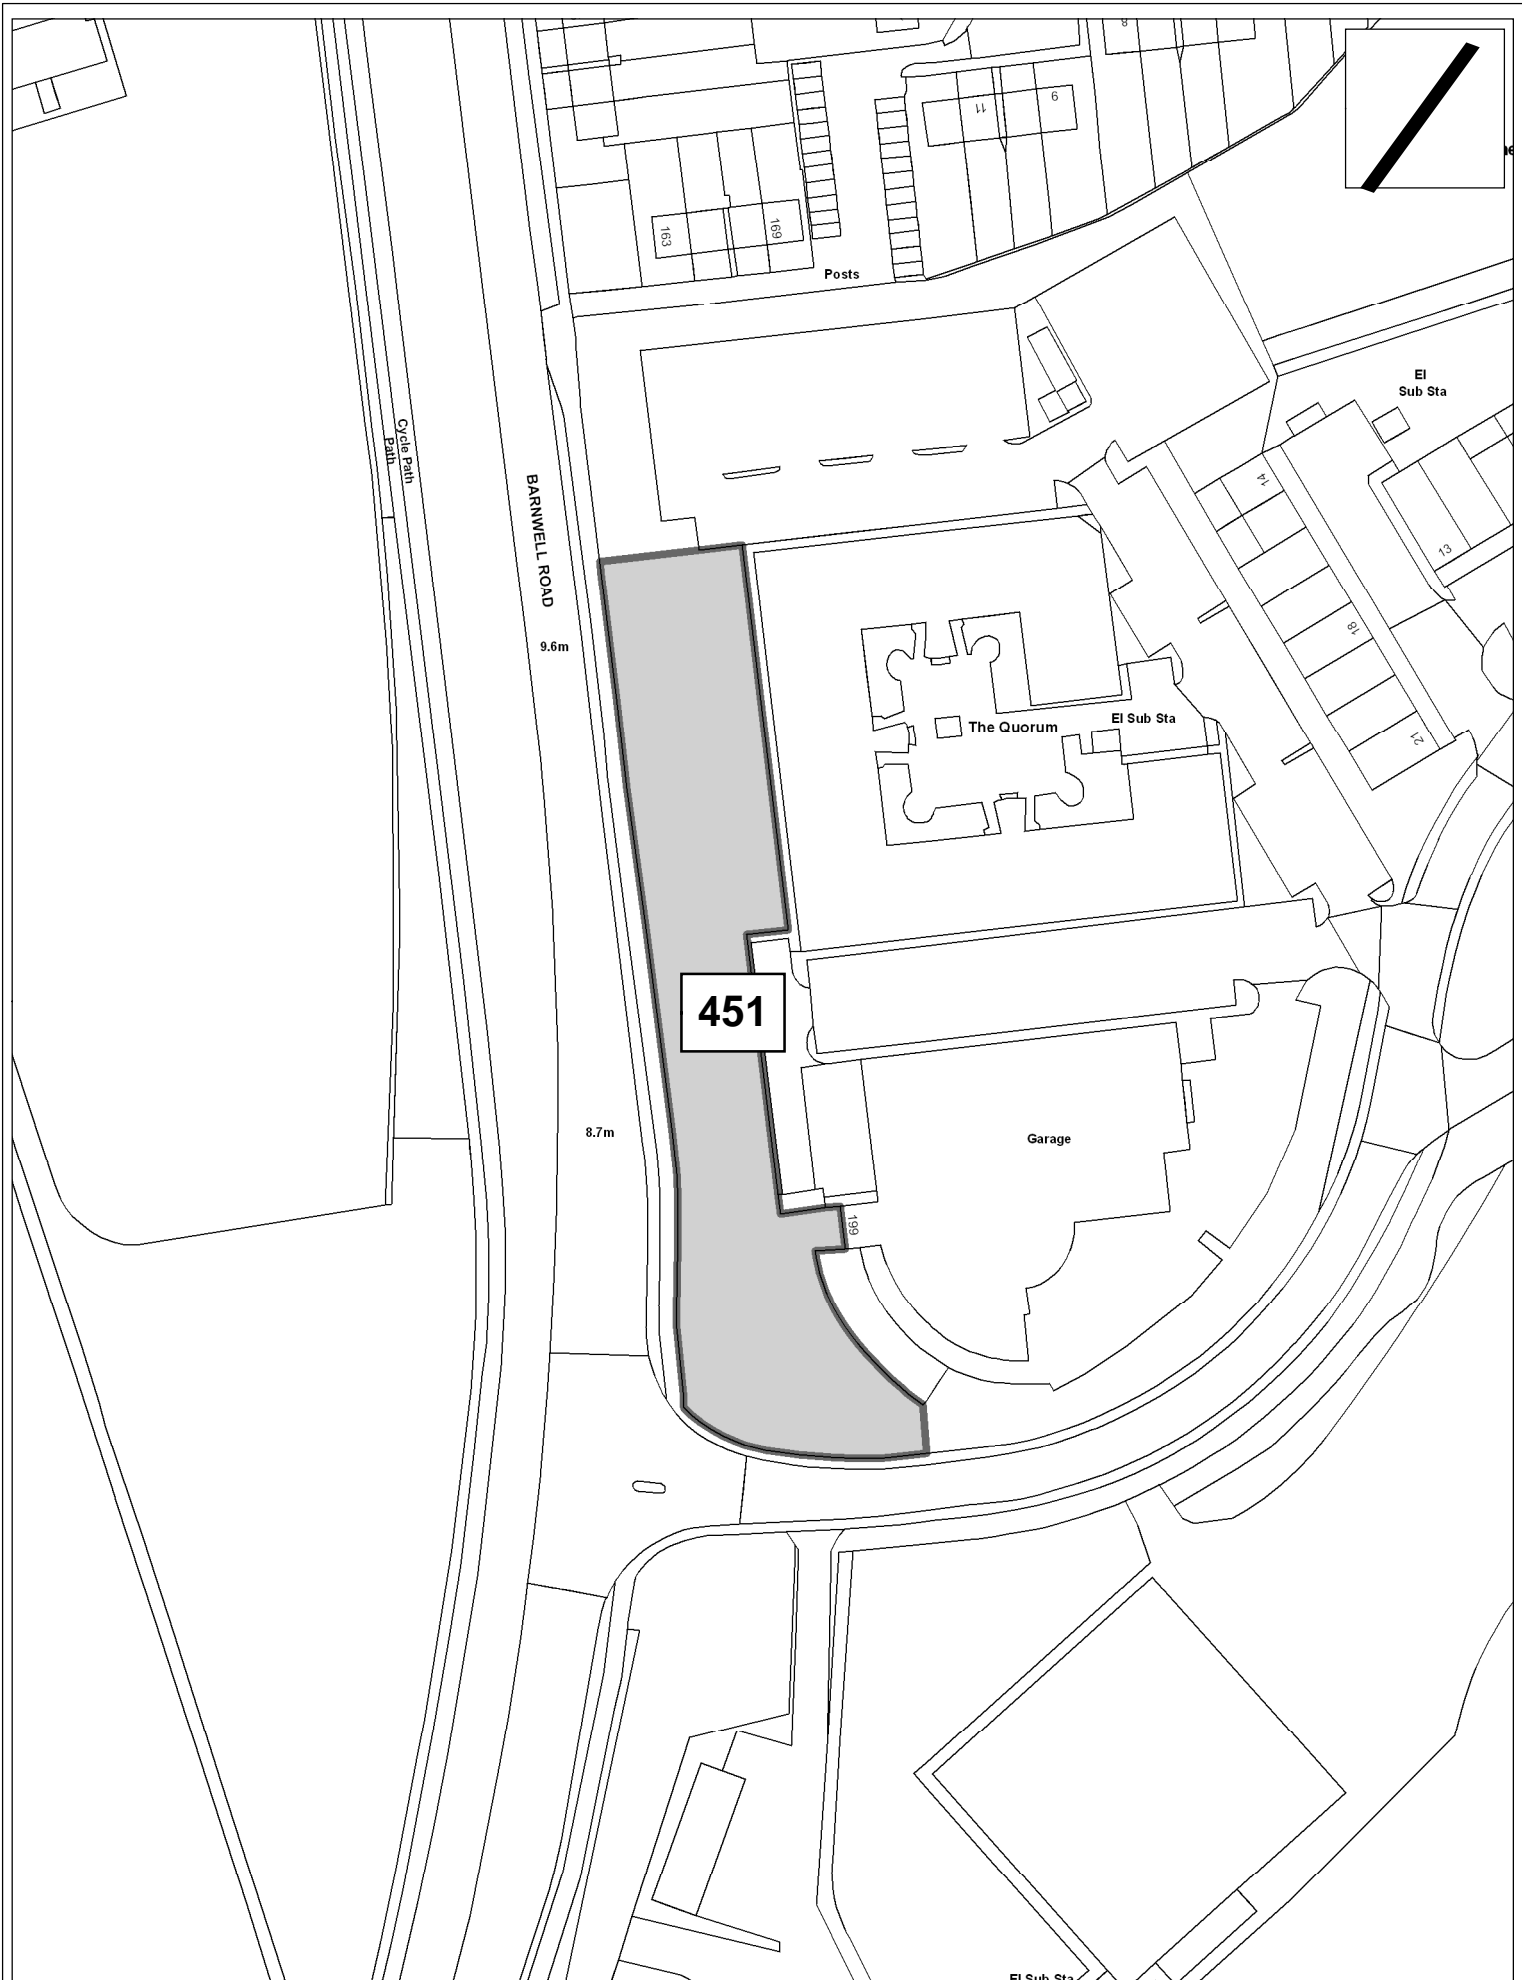 8
11
9
163
169
Posts
El
Sub Sta
Cycle Path
Path
BARNWELL ROAD
14
13
9.6m
18
The Quorum
El Sub Sta
21
451
8.7m
Garage
199
El Sub Sta